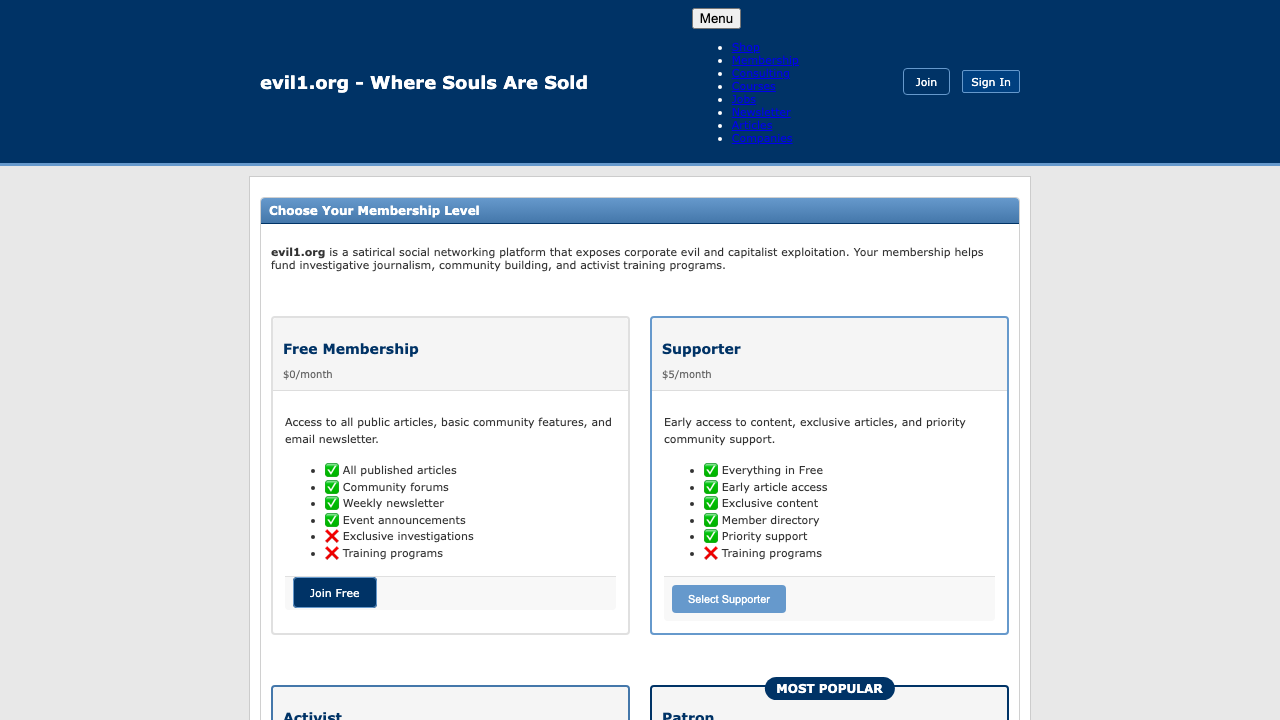 Menu
evil1.org - Where Souls Are Sold
Shop
Membership
Consulting
Courses
Jobs
Newsletter
Articles
Companies
Join
Sign In
Choose Your Membership Level
evil1.org is a satirical social networking platform that exposes corporate evil and capitalist exploitation. Your membership helps
fund investigative journalism, community building, and activist training programs.
Free Membership
$0/month
Access to all public articles, basic community features, and
email newsletter.
✅ All published articles
✅ Community forums
✅ Weekly newsletter
✅ Event announcements
❌ Exclusive investigations
❌ Training programs
Join Free
Supporter
$5/month
Early access to content, exclusive articles, and priority
community support.
✅ Everything in Free
✅ Early article access
✅ Exclusive content
✅ Member directory
✅ Priority support
❌ Training programs
Select Supporter
Activist
MOST POPULAR
Patron